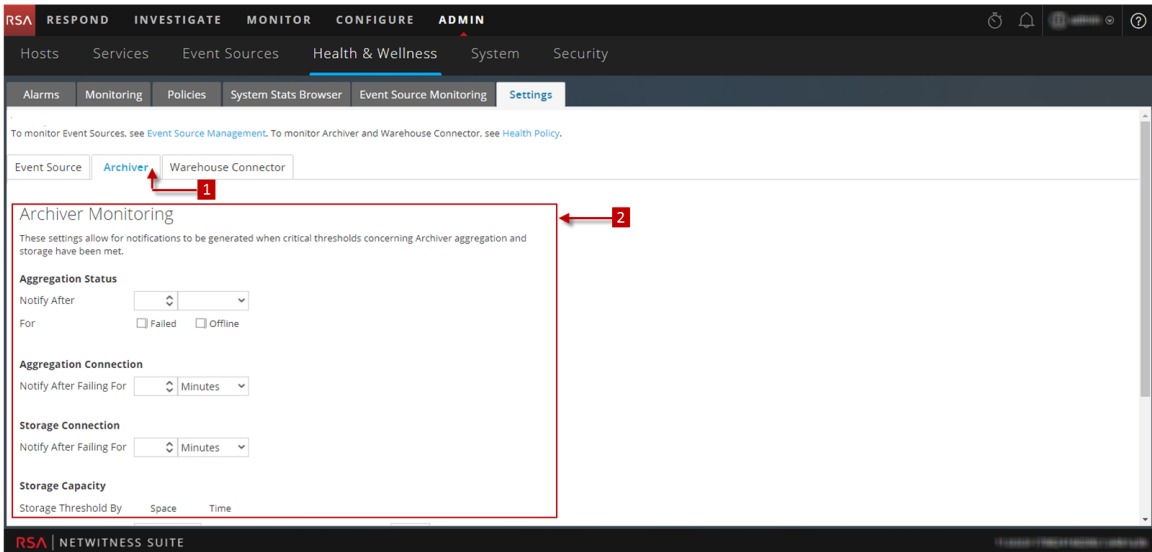 RSA RESPOND INVESTIGATE MONITOR CONFIGURE ADMIN
Hosts Services Event Sources Health & Wellness System Security
Alarms Monitoring Policies System Stats Browser Event Source Monitoring Settings
To monitor Event Sources, see Event Source Management. To monitor Archiver and Warehouse Connector, see Health Policy.
Event Source Archiver Warehouse Connector
1
Archiver Monitoring
2
These settings allow for notifications to be generated when critical thresholds concerning Archiver aggregation and
storage have been met.
Aggregation Status
Notify After
For Failed Offline
Aggregation Connection
Notify After Failing For Minutes
Storage Connection
Notify After Failing For Minutes
Storage Capacity
Storage Threshold By Space Time
RSA | NETWITNESS SUITE